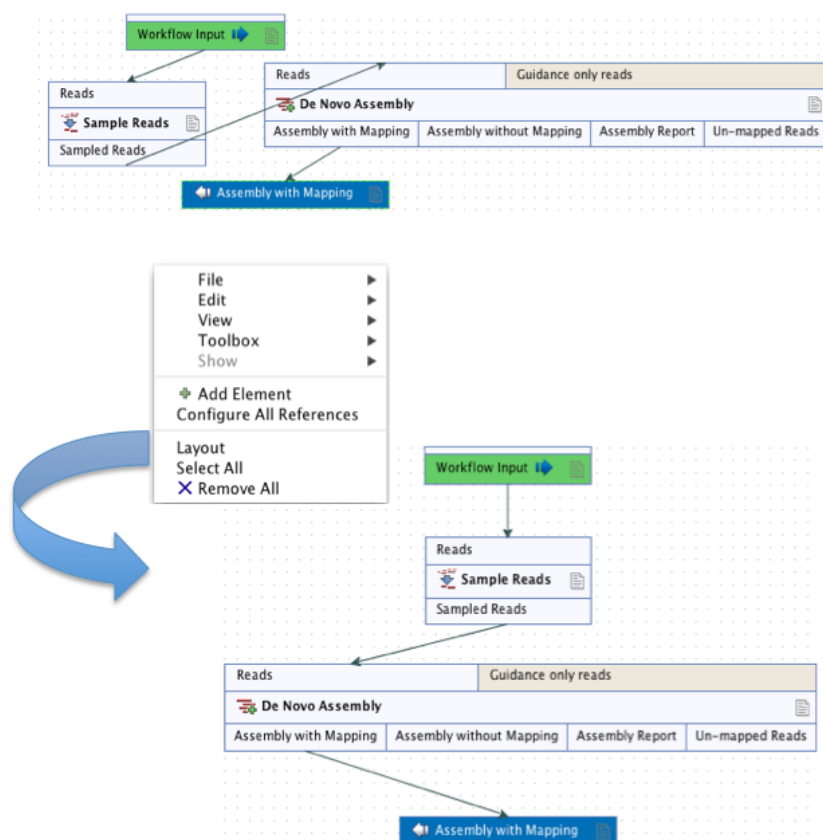 Workflow Input
Reads
Guidance only reads
Reads
De Novo Assembly
Sample Reads
Assembly with Mapping
Assembly without Mapping
Assembly Report
Un-mapped Reads
Sampled Reads
Assembly with Mapping
File
Edit
View
Toolbox
Show
Add Element
Configure All References
Layout
Select All
Remove All
Workflow Input
Reads
Sample Reads
Sampled Reads
Reads
Guidance only reads
De Novo Assembly
Assembly with Mapping
Assembly without Mapping
Assembly Report
Un-mapped Reads
Assembly with Mapping